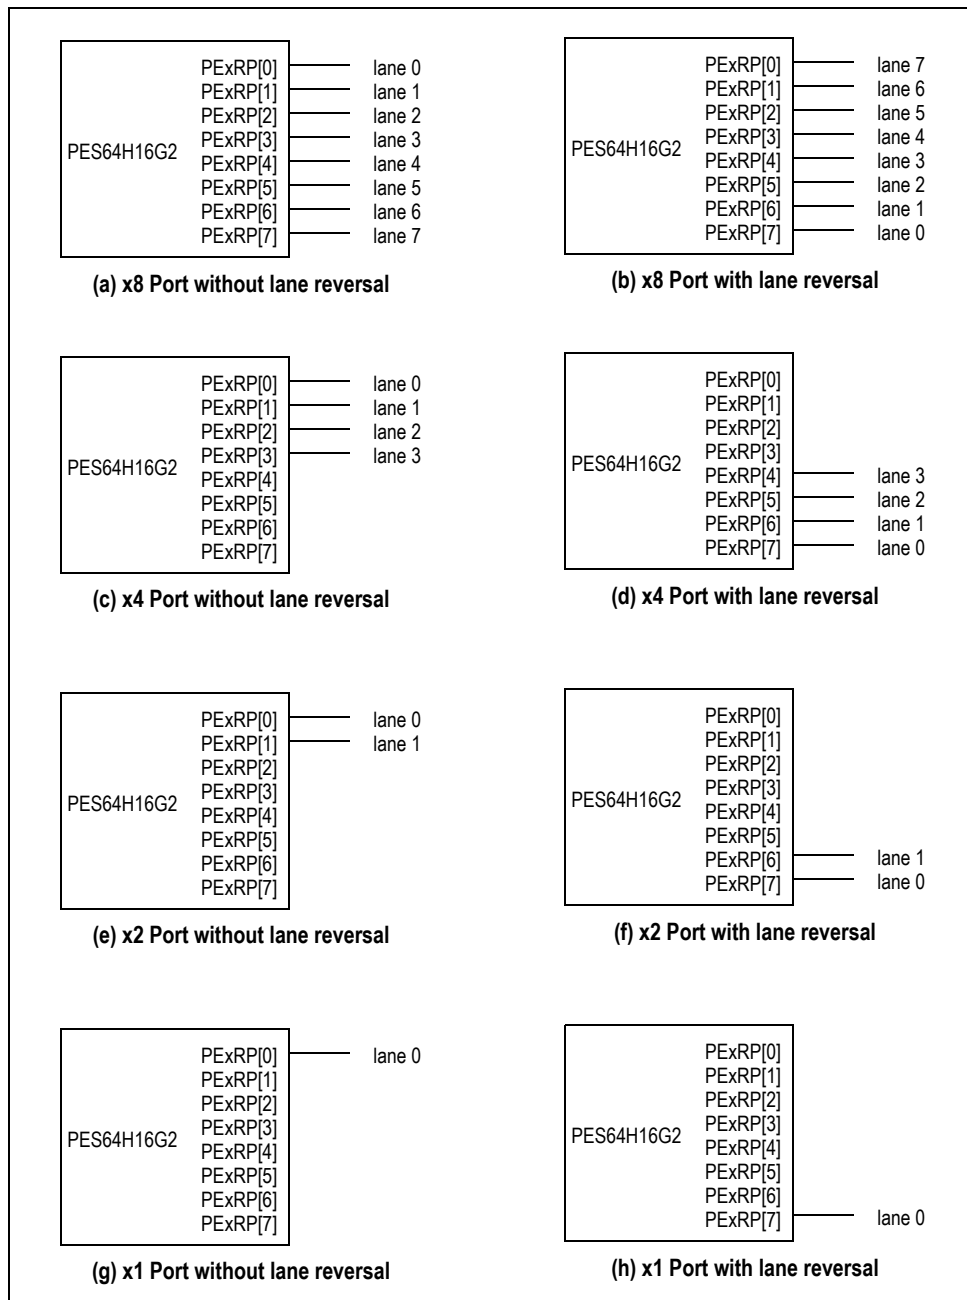 PES64H16G2
PExRP[0] lane 0
PExRP[1] lane 1
PExRP[2] lane 2
PExRP[3] lane 3
PExRP[4] lane 4
PExRP[5] lane 5
PExRP[6] lane 6
PExRP[7] lane 7
(a) x8 Port without lane reversal
PES64H16G2
PExRP[0] lane 7
PExRP[1] lane 6
PExRP[2] lane 5
PExRP[3] lane 4
PExRP[4] lane 3
PExRP[5] lane 2
PExRP[6] lane 1
PExRP[7] lane 0
(b) x8 Port with lane reversal
PES64H16G2
PExRP[0] lane 0
PExRP[1] lane 1
PExRP[2] lane 2
PExRP[3] lane 3
PExRP[4]
PExRP[5]
PExRP[6]
PExRP[7]
(c) x4 Port without lane reversal
PES64H16G2
PExRP[0]
PExRP[1]
PExRP[2]
PExRP[3]
PExRP[4] lane 3
PExRP[5] lane 2
PExRP[6] lane 1
PExRP[7] lane 0
(d) x4 Port with lane reversal
PES64H16G2
PExRP[0] lane 0
PExRP[1] lane 1
PExRP[2]
PExRP[3]
PExRP[4]
PExRP[5]
PExRP[6]
PExRP[7]
(e) x2 Port without lane reversal
PES64H16G2
PExRP[0]
PExRP[1]
PExRP[2]
PExRP[3]
PExRP[4]
PExRP[5]
PExRP[6] lane 1
PExRP[7] lane 0
(f) x2 Port with lane reversal
PES64H16G2
PExRP[0] lane 0
PExRP[1]
PExRP[2]
PExRP[3]
PExRP[4]
PExRP[5]
PExRP[6]
PExRP[7]
(g) x1 Port without lane reversal
PES64H16G2
PExRP[0]
PExRP[1]
PExRP[2]
PExRP[3]
PExRP[4]
PExRP[5]
PExRP[6]
PExRP[7] lane 0
(h) x1 Port with lane reversal